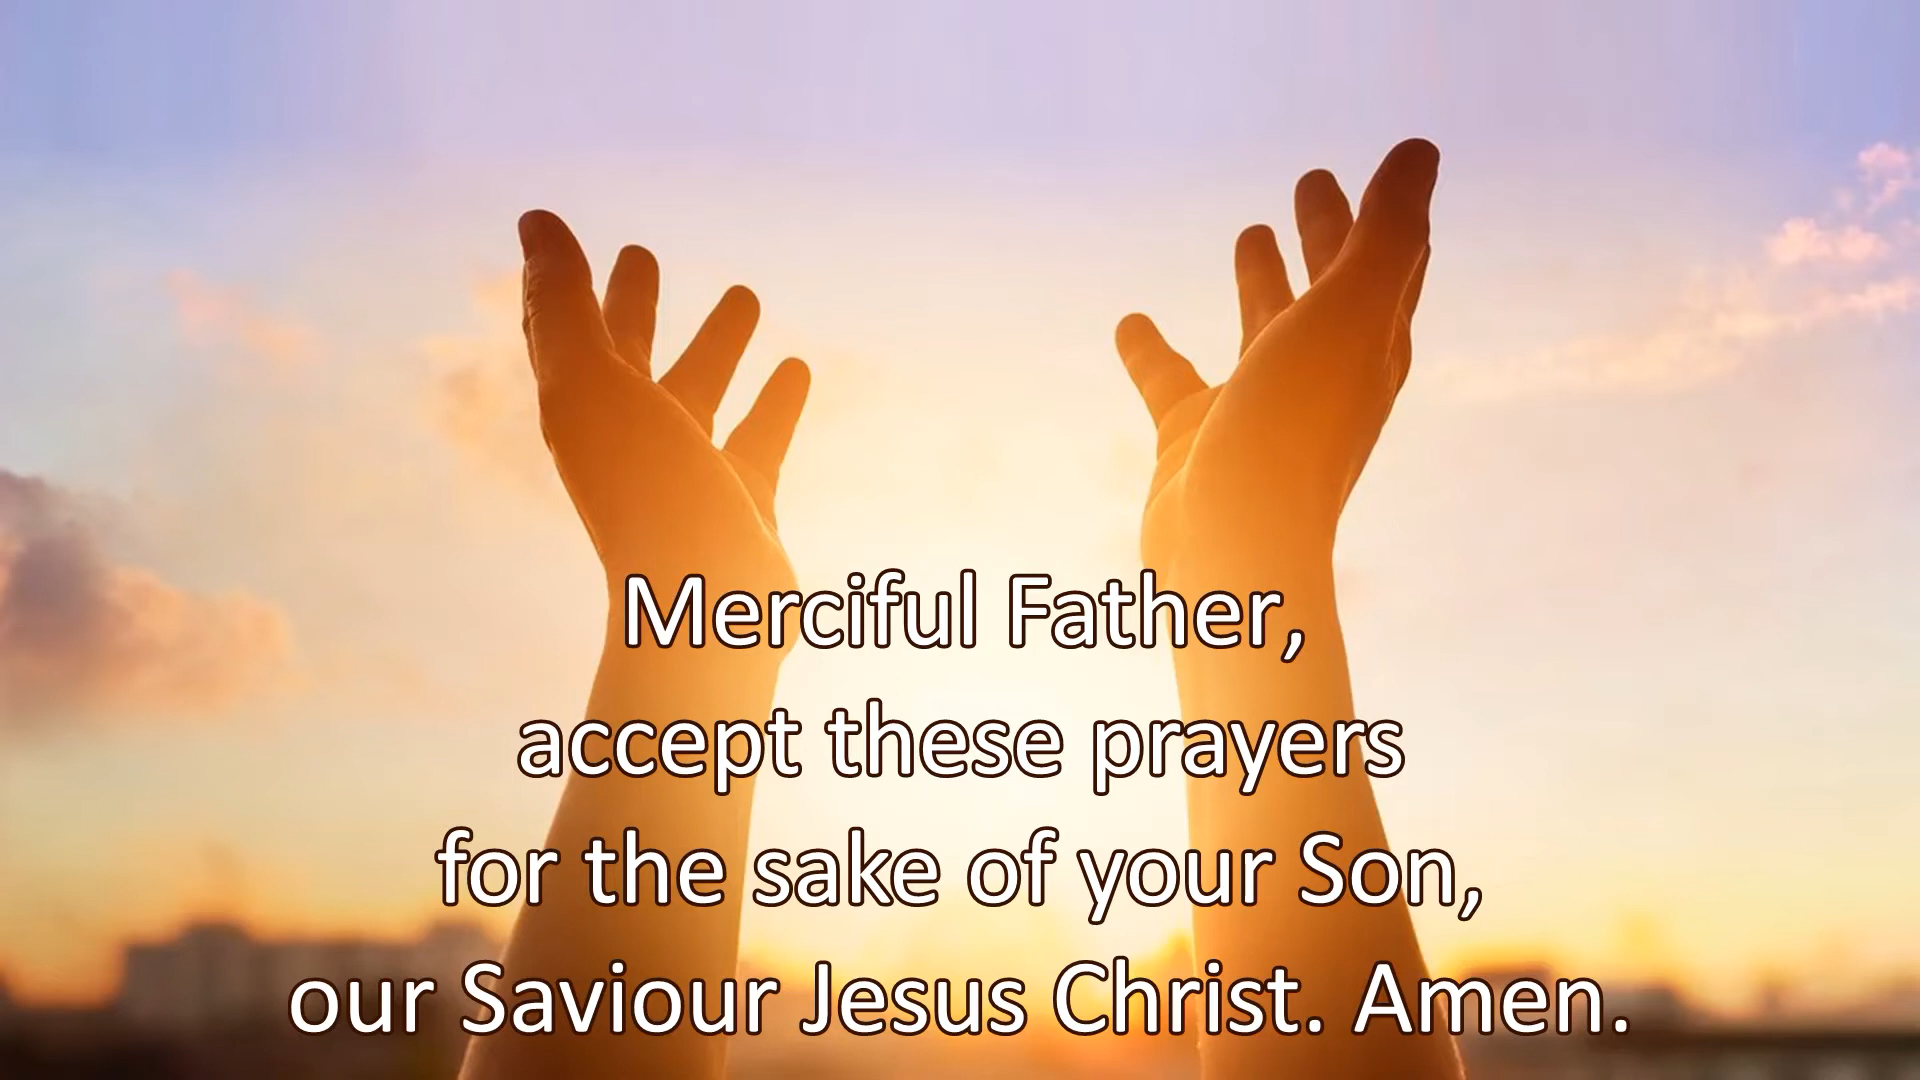 Merciful Father,
accept these prayers
for the sake of your Son,
our Saviour Jesus Christ. Amen.